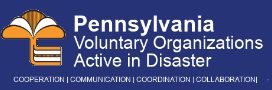 Pennsylvania
Voluntary Organizations
Active in Disaster
COOPERATION | COMMUNICATION | COORDINATION | COLLABORATION|